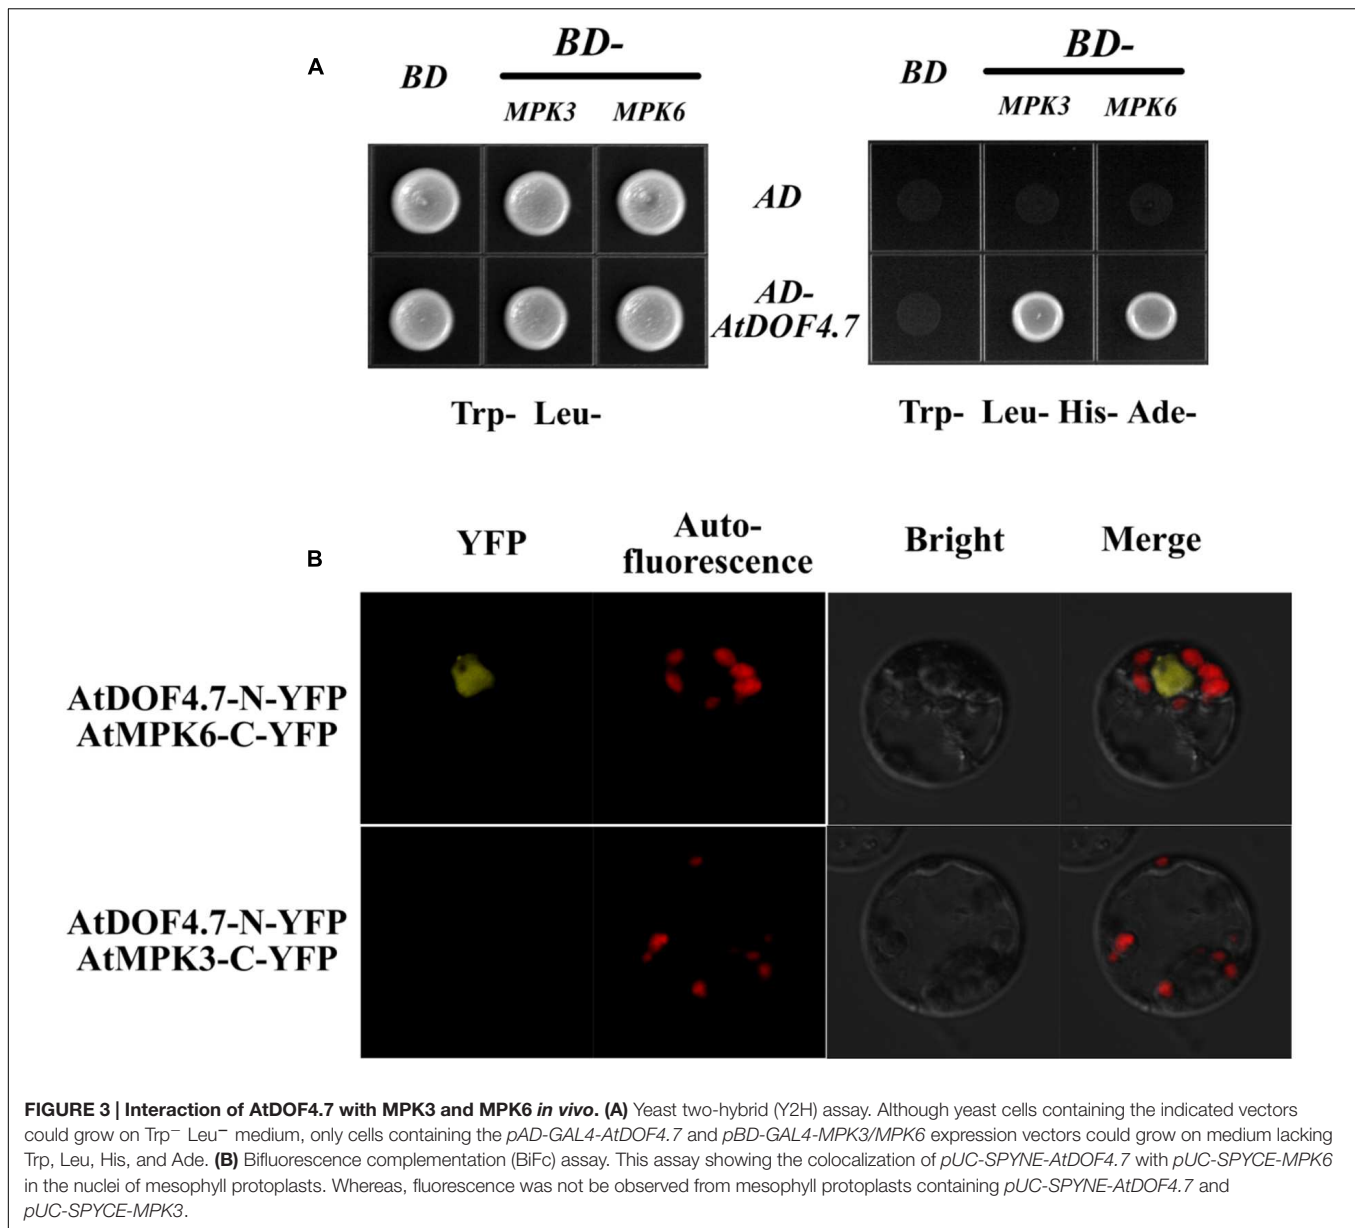 A
BD
BD-
MPK3 MPK6
BD
BD-
MPK3 MPK6
AD
AD-
AtDOF4.7
Trp- Leu-
Trp- Leu- His- Ade-
B
YFP
Auto-
fluorescence
Bright
Merge
AtDOF4.7-N-YFP
AtMPK6-C-YFP
AtDOF4.7-N-YFP
AtMPK3-C-YFP
FIGURE 3 | Interaction of AtDOF4.7 with MPK3 and MPK6 in vivo. (A) Yeast two-hybrid (Y2H) assay. Although yeast cells containing the indicated vectors
could grow on Trp⁻ Leu⁻ medium, only cells containing the pAD-GAL4-AtDOF4.7 and pBD-GAL4-MPK3/MPK6 expression vectors could grow on medium lacking
Trp, Leu, His, and Ade. (B) Bifluorescence complementation (BiFc) assay. This assay showing the colocalization of pUC-SPYNE-AtDOF4.7 with pUC-SPYCE-MPK6
in the nuclei of mesophyll protoplasts. Whereas, fluorescence was not be observed from mesophyll protoplasts containing pUC-SPYNE-AtDOF4.7 and
pUC-SPYCE-MPK3.